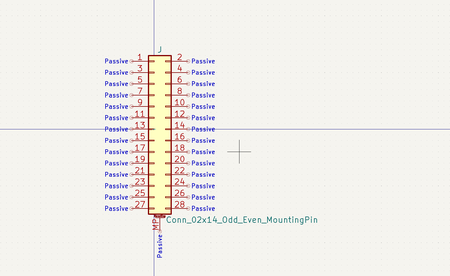 J
Passive 1 2 Passive
Passive 3 4 Passive
Passive 5 6 Passive
Passive 7 8 Passive
Passive 9 10 Passive
Passive 11 12 Passive
Passive 13 14 Passive
Passive 15 16 Passive
Passive 17 18 Passive
Passive 19 20 Passive
Passive 21 22 Passive
Passive 23 24 Passive
Passive 25 26 Passive
Passive 27 28 Passive
Conn_02x14_Odd_Even_MountingPin
MP
Passive